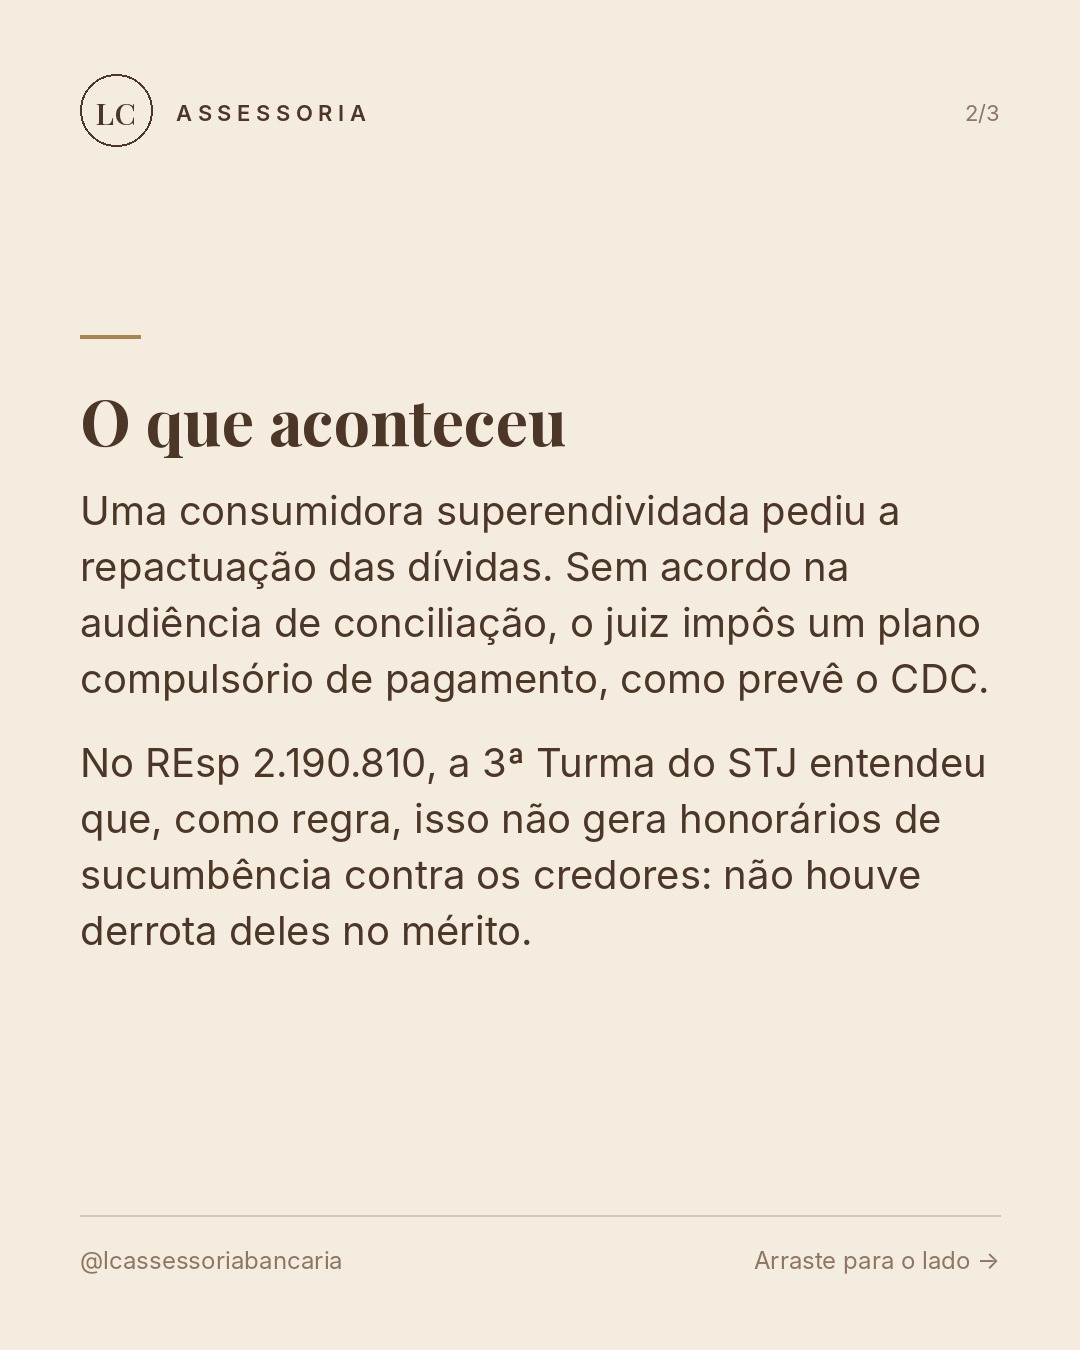 LC ASSESSORIA
2/3
O que aconteceu
Uma consumidora superendividada pediu a
repactuação das dívidas. Sem acordo na
audiência de conciliação, o juiz impôs um plano
compulsório de pagamento, como prevê o CDC.
No REsp 2.190.810, a 3ª Turma do STJ entendeu
que, como regra, isso não gera honorários de
sucumbência contra os credores: não houve
derrota deles no mérito.
@lcassessoriabancaria
Arraste para o lado →